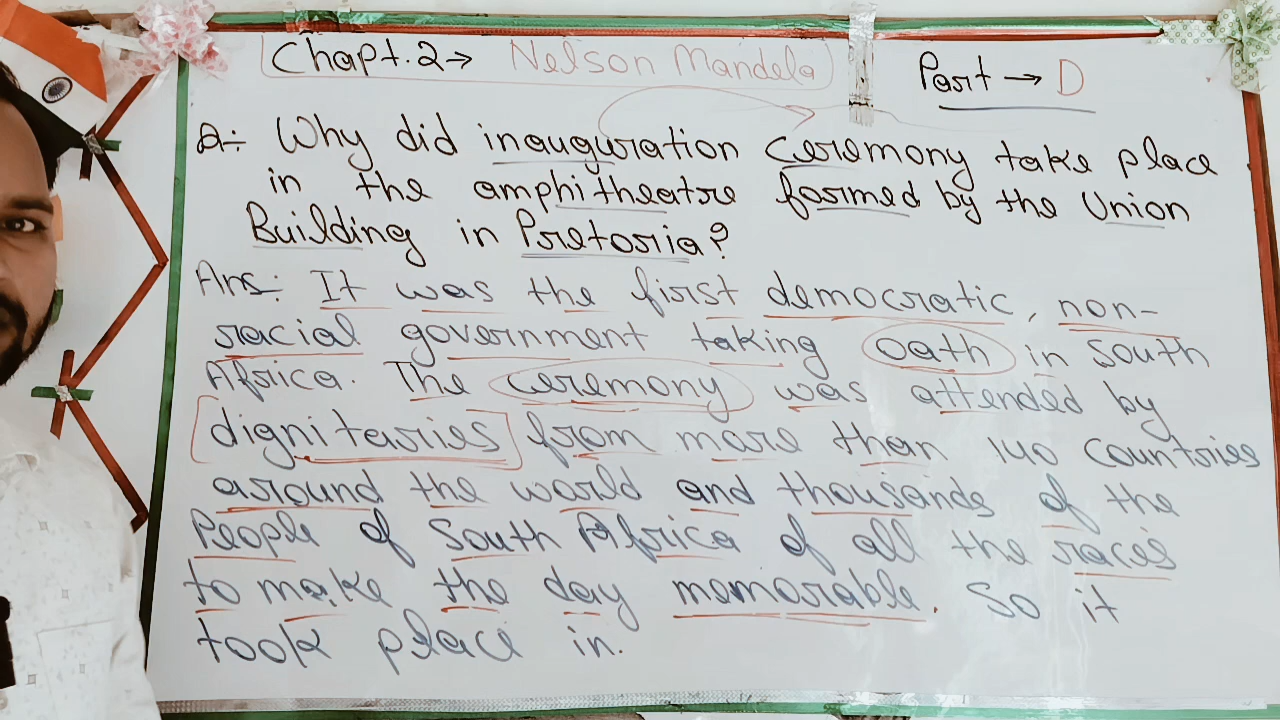 Chapt.2→ Nelson Mandela
Part → D
Q:- Why did inauguration ceremony take place
in the amphitheatre formed by the Union
Building in Pretoria?
Ans:- It was the first democratic, non-
racial government taking oath in South
Africa. The ceremony was attended by
dignitaries from more than 140 countries
around the world and thousands of the
People of South Africa of all the races
to make the day memorable. So it
took place in.